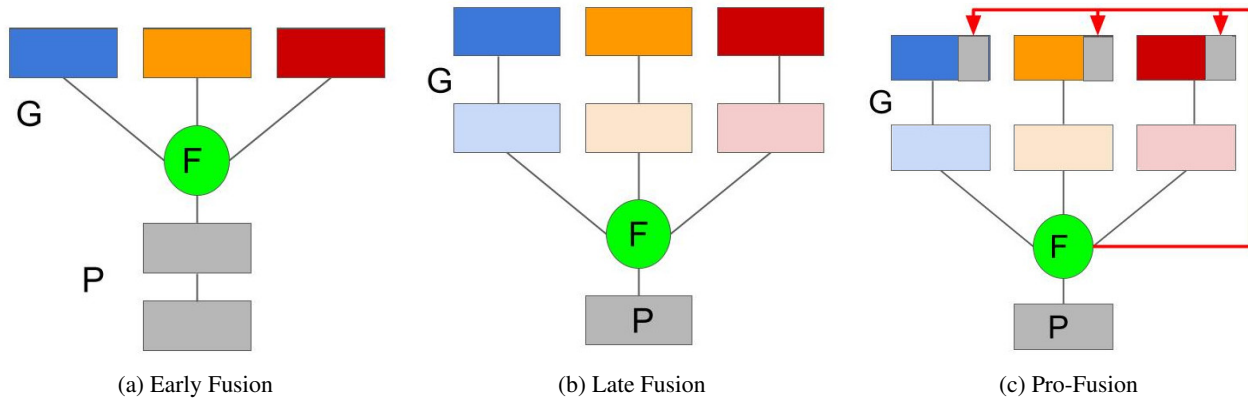 G
F
P
(a) Early Fusion
G
F
P
(b) Late Fusion
G
F
P
(c) Pro-Fusion